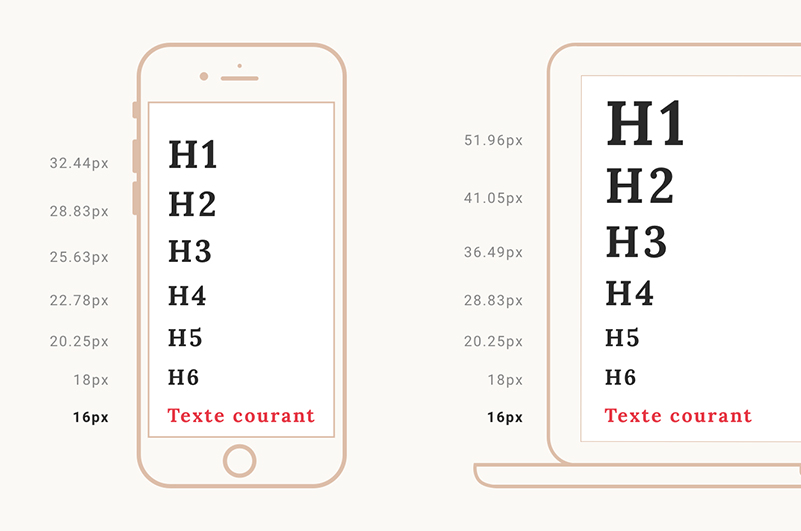 32.44px H1
28.83px H2
25.63px H3
22.78px H4
20.25px H5
18px H6
16px Texte courant
51.96px H1
41.05px H2
36.49px H3
28.83px H4
20.25px H5
18px H6
16px Texte courant